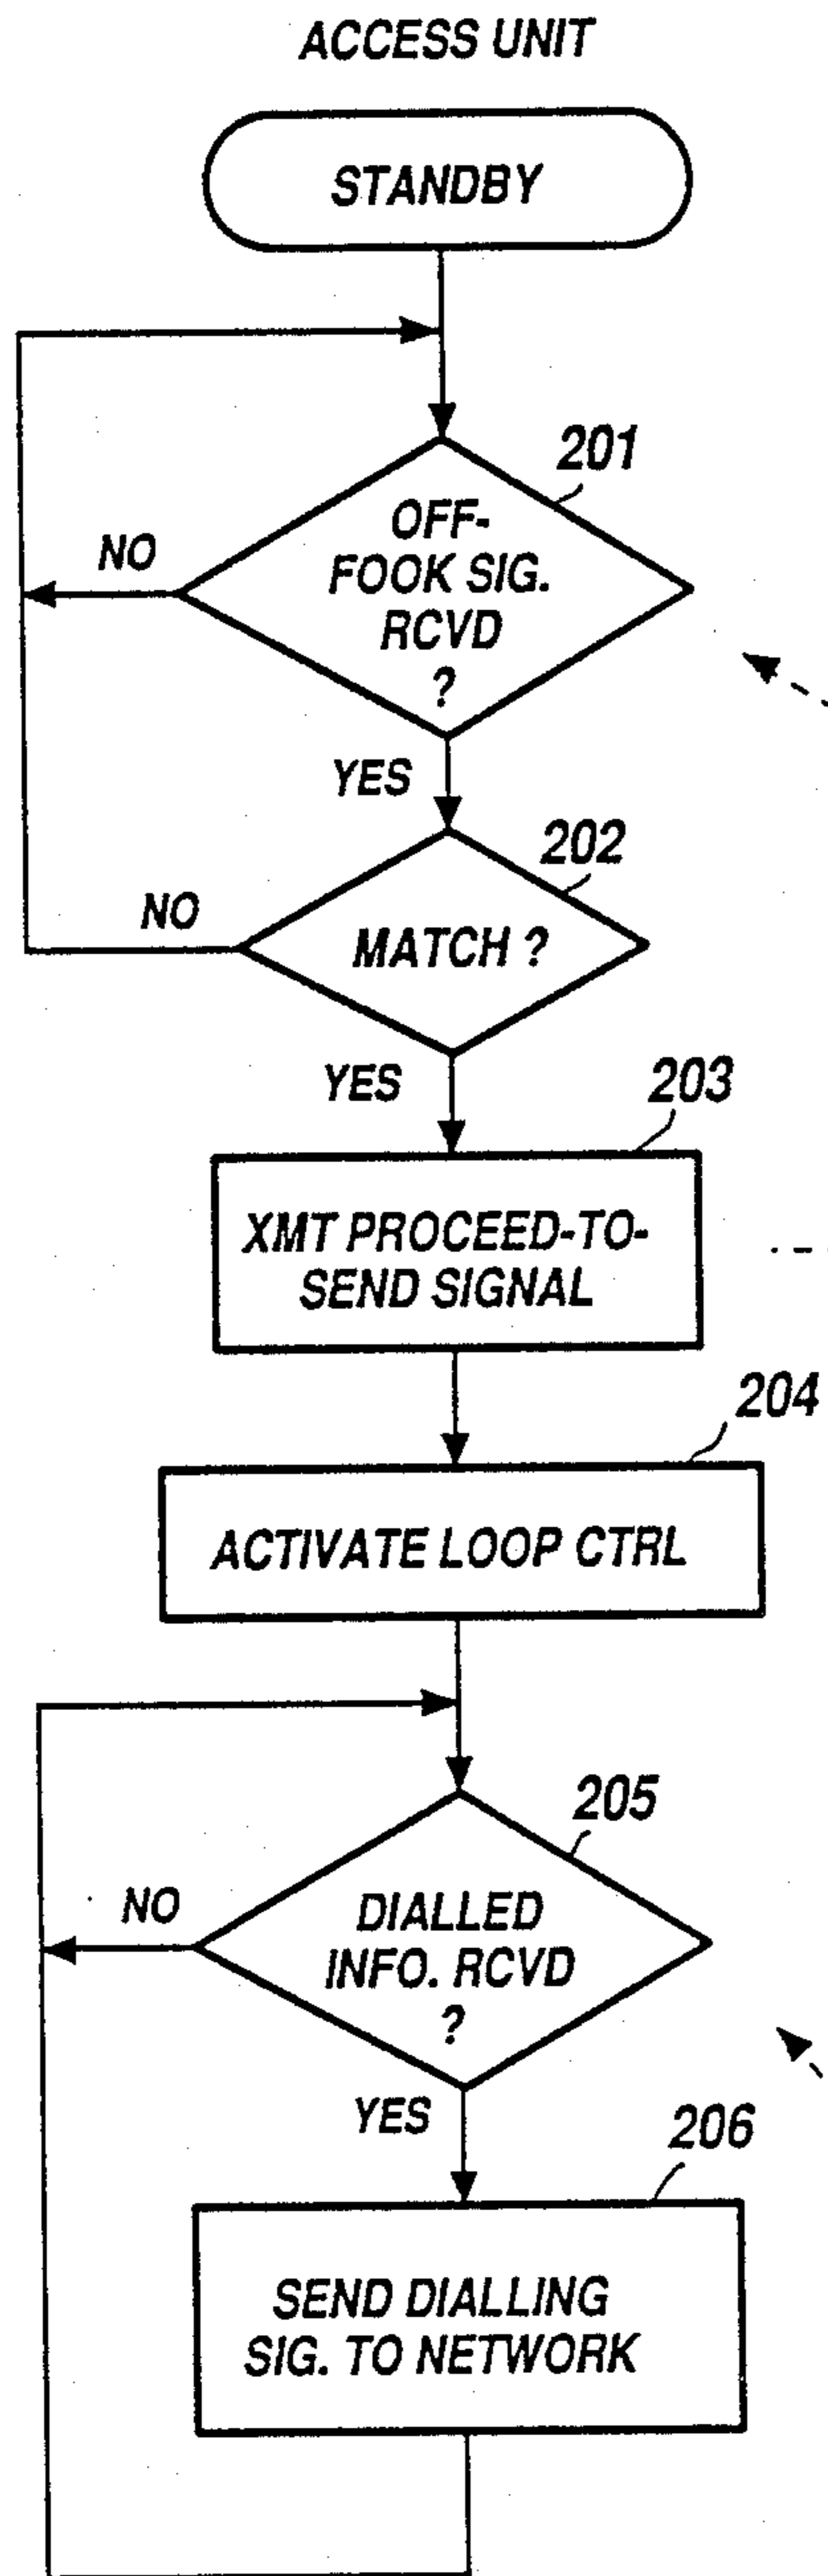 ACCESS UNIT
STANDBY
201
OFF-
FOOK SIG.
RCVD
?
NO
YES
202
MATCH ?
NO
YES
203
XMT PROCEED-TO-
SEND SIGNAL
204
ACTIVATE LOOP CTRL
205
DIALLED
INFO. RCVD
?
NO
YES
206
SEND DIALLING
SIG. TO NETWORK